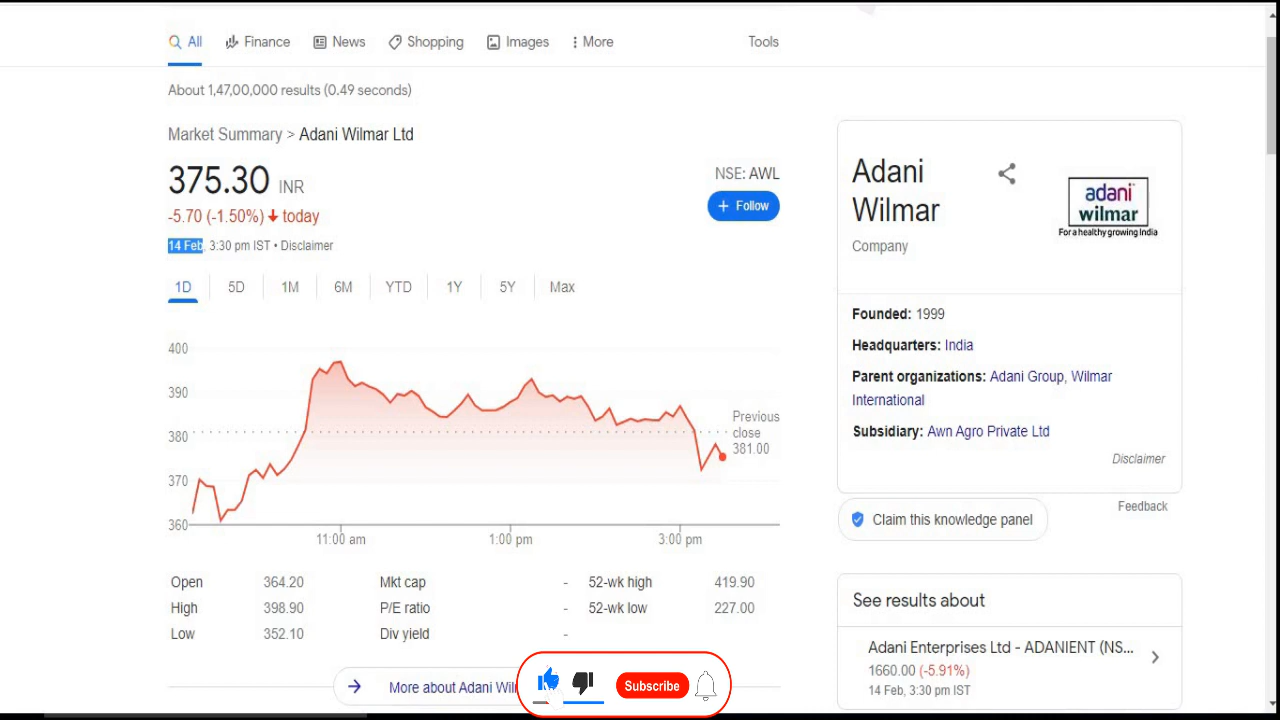 All Finance News Shopping Images More Tools
About 1,47,00,000 results (0.49 seconds)
Market Summary > Adani Wilmar Ltd
375.30 INR
NSE: AWL
-5.70 (-1.50%) today
+ Follow
14 Feb, 3:30 pm IST • Disclaimer
1D 5D 1M 6M YTD 1Y 5Y Max
400
390
380
370
360
Previous
close
381.00
11:00 am 1:00 pm 3:00 pm
Open 364.20 Mkt cap - 52-wk high 419.90
High 398.90 P/E ratio - 52-wk low 227.00
Low 352.10 Div yield -
More about Adani Wil
Subscribe
Adani
Wilmar
Company
adani
wilmar
For a healthy growing India
Founded: 1999
Headquarters: India
Parent organizations: Adani Group, Wilmar
International
Subsidiary: Awn Agro Private Ltd
Disclaimer
Feedback
Claim this knowledge panel
See results about
Adani Enterprises Ltd - ADANIENT (NS...
1660.00 (-5.91%)
14 Feb, 3:30 pm IST